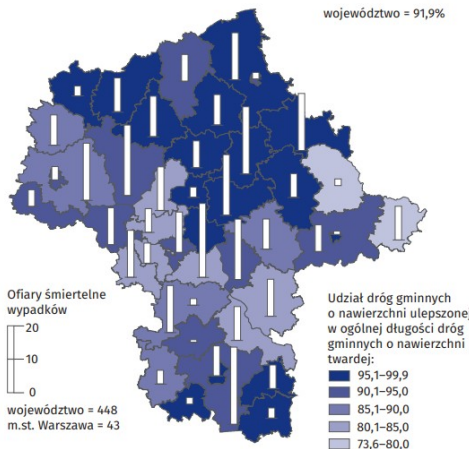 województwo = 91,9%
Ofiary śmiertelne
wypadków
20
10
0
województwo = 448
m.st. Warszawa = 43
Udział dróg gminnych
o nawierzchni ulepszonej
w ogólnej długości dróg
gminnych o nawierzchni
twardej:
95,1–99,9
90,1–95,0
85,1–90,0
80,1–85,0
73,6–80,0